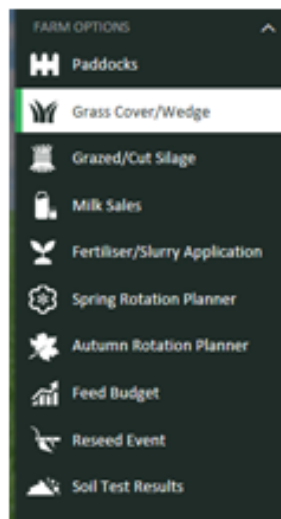 FARM OPTIONS
Paddocks
Grass Cover/Wedge
Grazed/Cut Silage
Milk Sales
Fertiliser/Slurry Application
Spring Rotation Planner
Autumn Rotation Planner
Feed Budget
Reseed Event
Soil Test Results